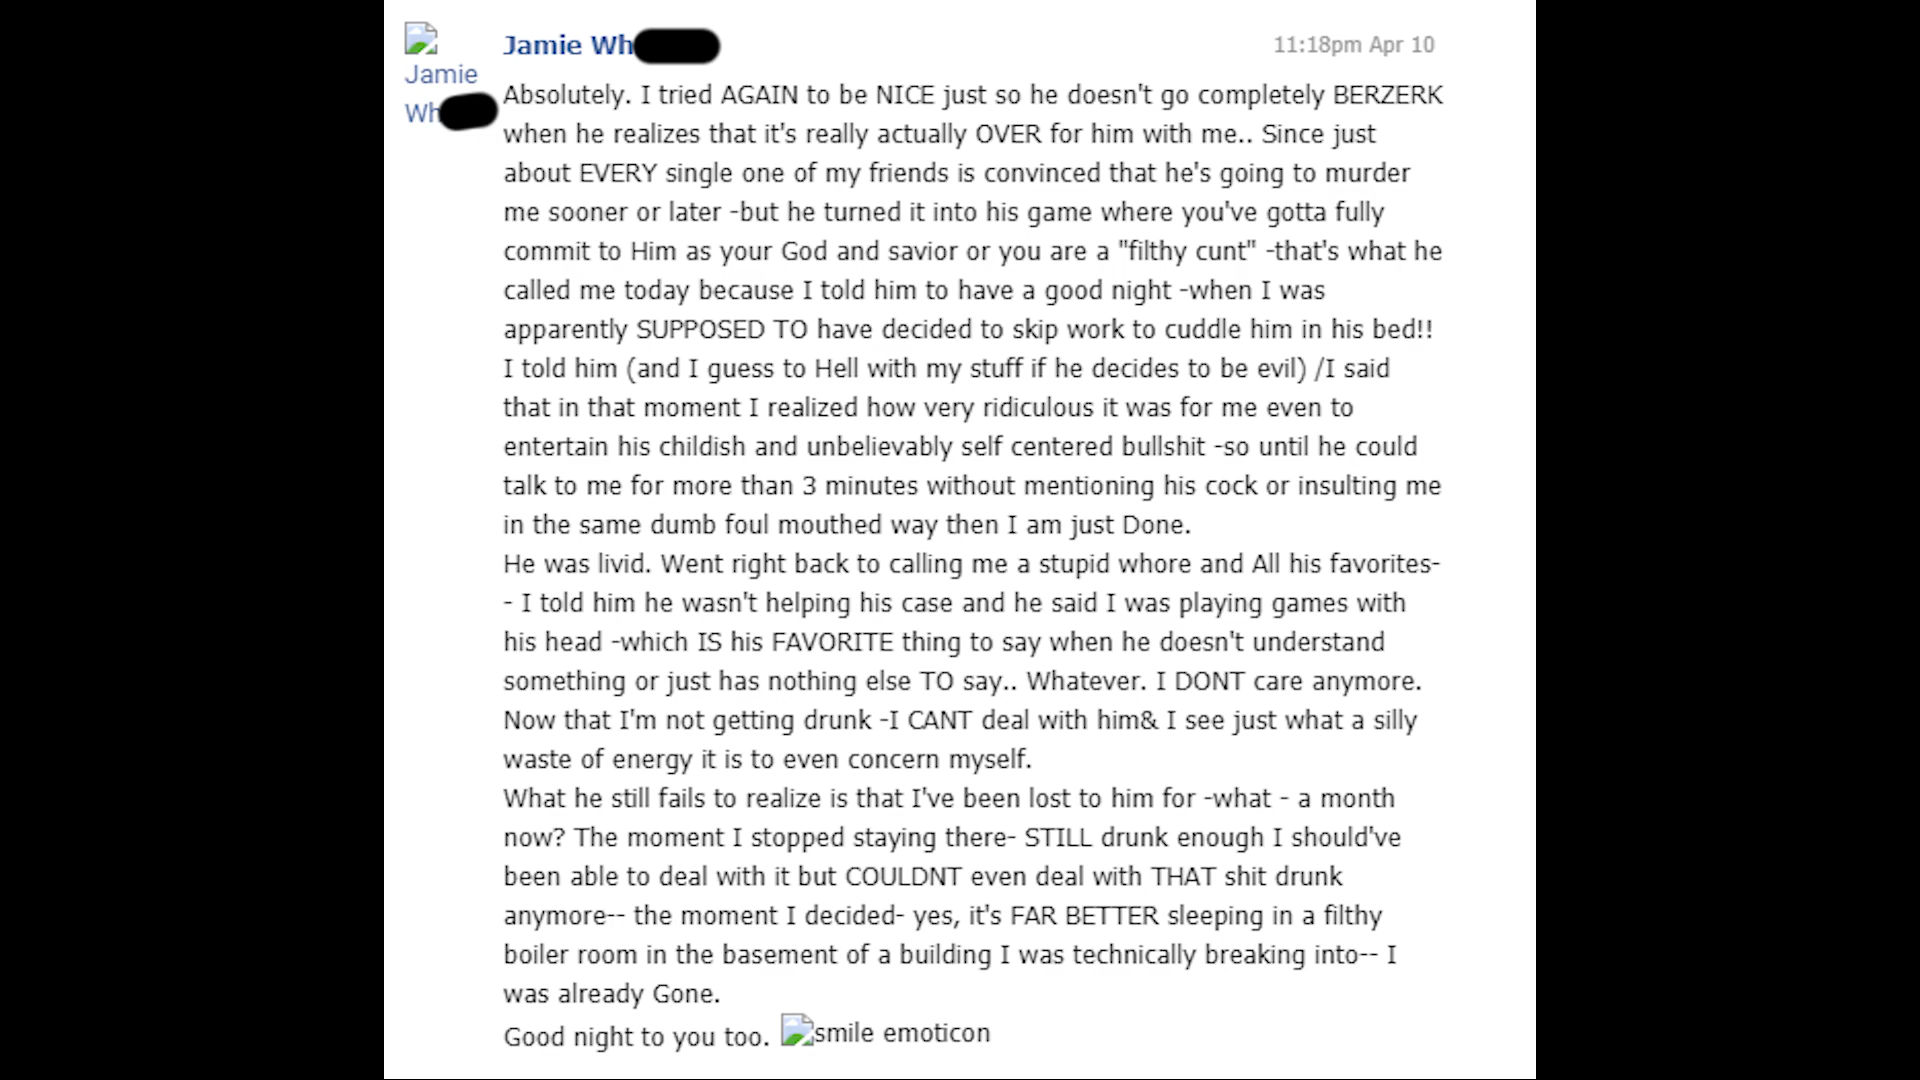 Jamie Wh
11:18pm Apr 10
Jamie
Wh
Absolutely. I tried AGAIN to be NICE just so he doesn't go completely BERZERK
when he realizes that it's really actually OVER for him with me.. Since just
about EVERY single one of my friends is convinced that he's going to murder
me sooner or later -but he turned it into his game where you've gotta fully
commit to Him as your God and savior or you are a "filthy cunt" -that's what he
called me today because I told him to have a good night -when I was
apparently SUPPOSED TO have decided to skip work to cuddle him in his bed!!
I told him (and I guess to Hell with my stuff if he decides to be evil) /I said
that in that moment I realized how very ridiculous it was for me even to
entertain his childish and unbelievably self centered bullshit -so until he could
talk to me for more than 3 minutes without mentioning his cock or insulting me
in the same dumb foul mouthed way then I am just Done.
He was livid. Went right back to calling me a stupid whore and All his favorites-
- I told him he wasn't helping his case and he said I was playing games with
his head -which IS his FAVORITE thing to say when he doesn't understand
something or just has nothing else TO say.. Whatever. I DONT care anymore.
Now that I'm not getting drunk -I CANT deal with him& I see just what a silly
waste of energy it is to even concern myself.
What he still fails to realize is that I've been lost to him for -what - a month
now? The moment I stopped staying there- STILL drunk enough I should've
been able to deal with it but COULDNT even deal with THAT shit drunk
anymore-- the moment I decided- yes, it's FAR BETTER sleeping in a filthy
boiler room in the basement of a building I was technically breaking into-- I
was already Gone.
Good night to you too. smile emoticon